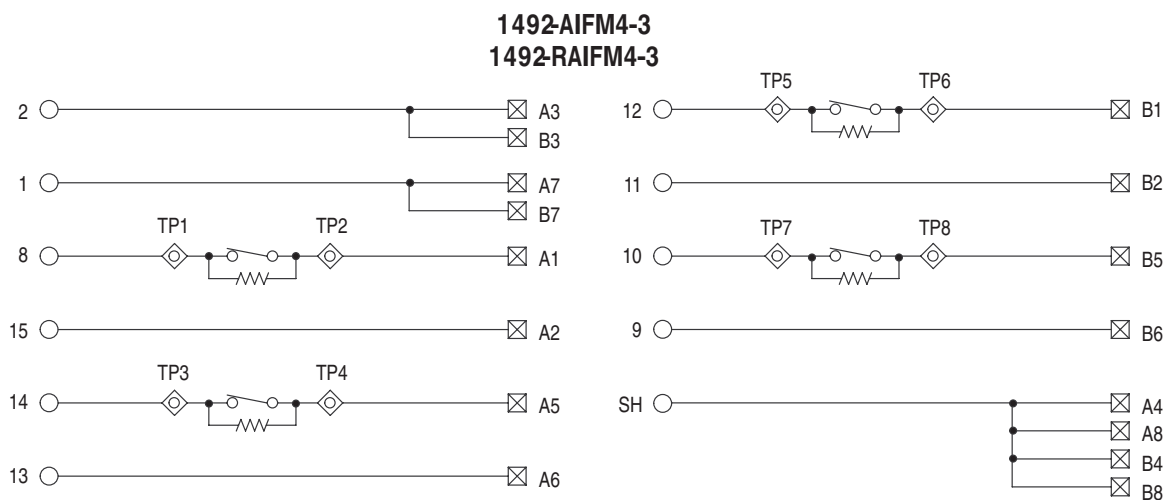 1492-AIFM4-3
1492-RAIFM4-3
2 A3
B3
1 A7
B7
TP1 TP2
8 A1
15 A2
TP3 TP4
14 A5
13 A6
TP5 TP6
12 B1
11 B2
TP7 TP8
10 B5
9 B6
SH A4
A8
B4
B8